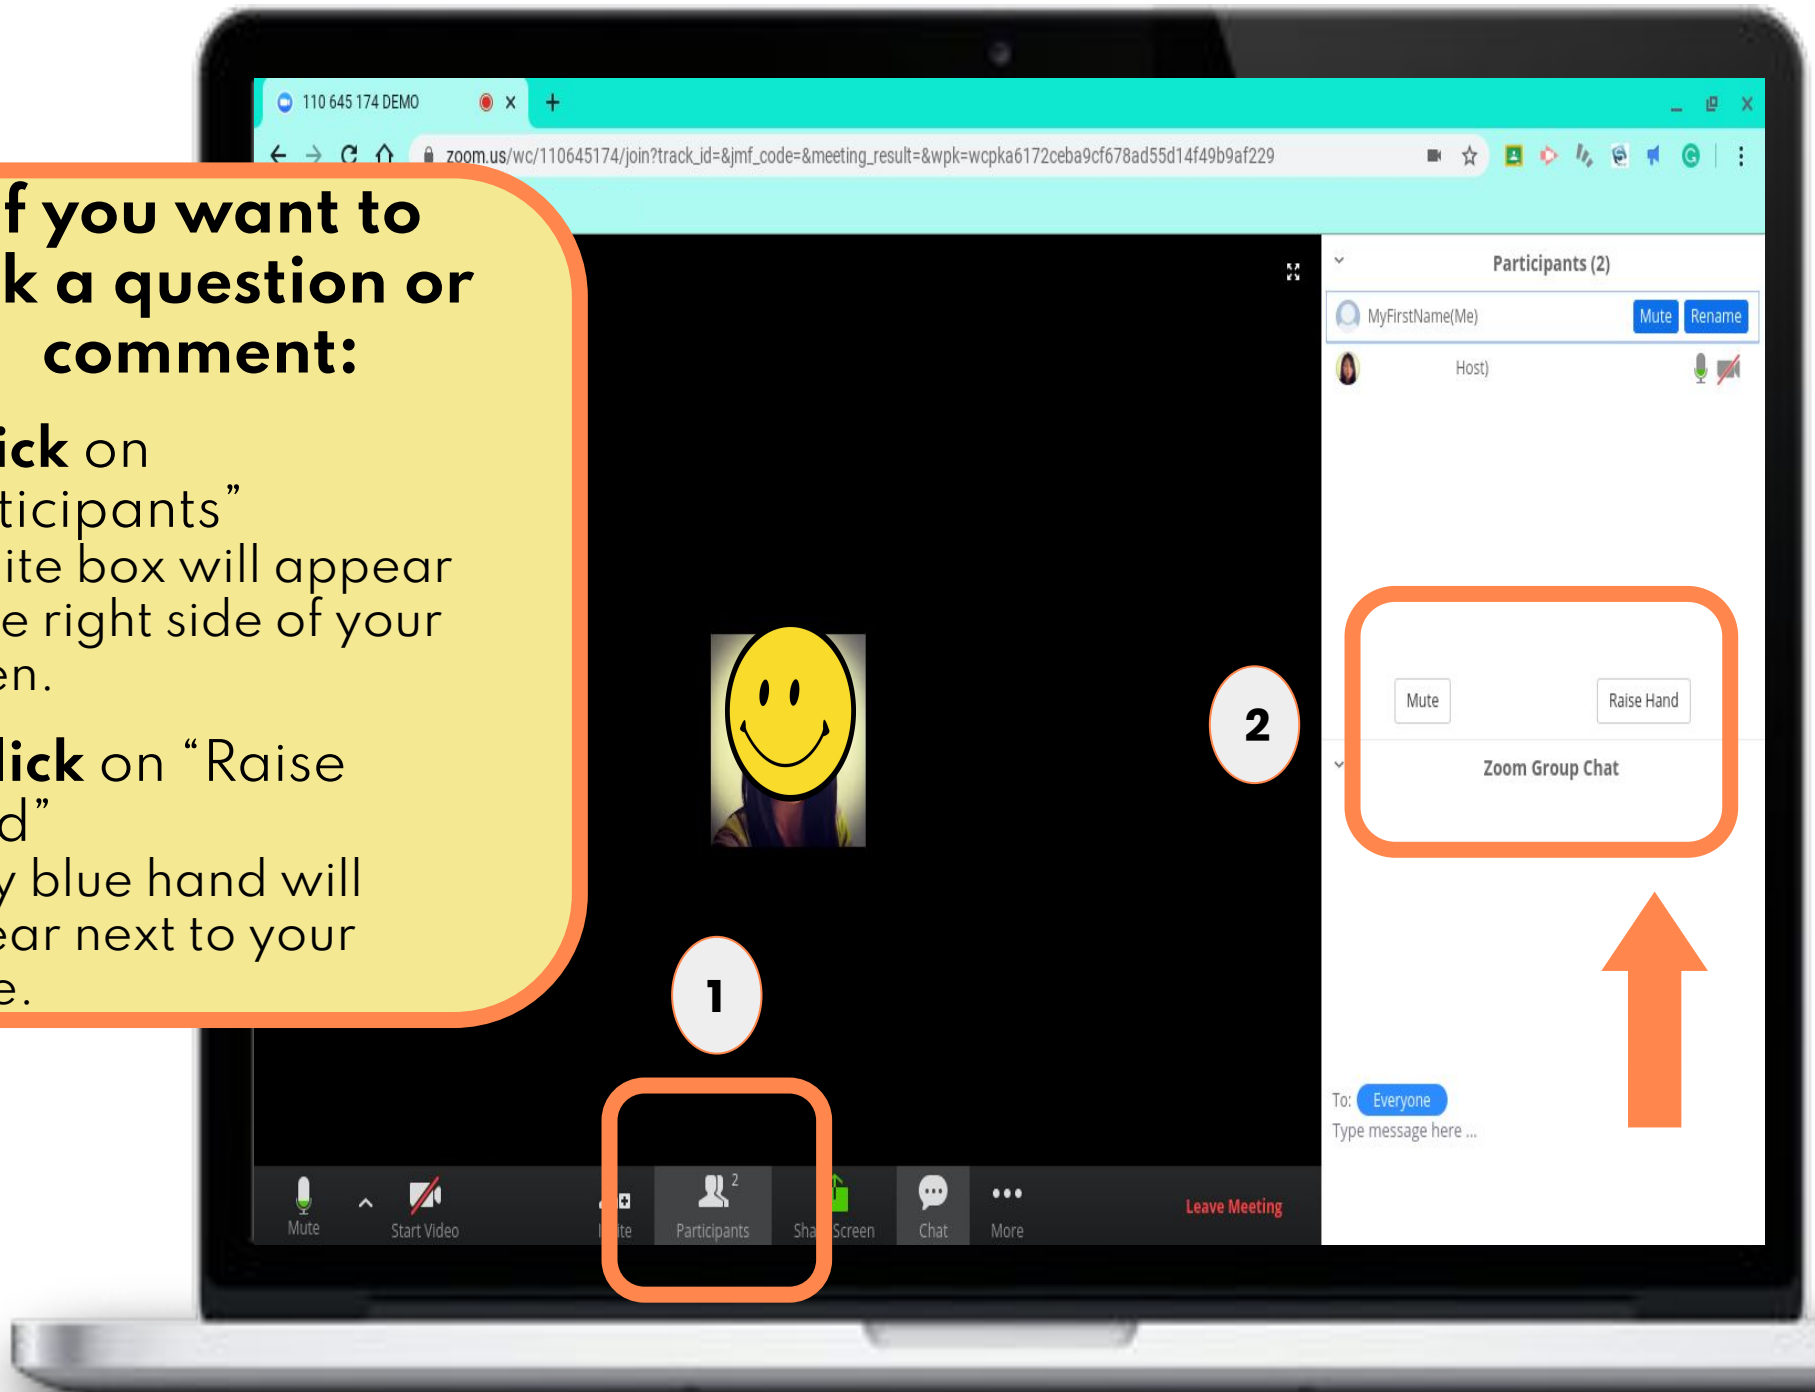 110 645 174 DEMO
zoom.us/wc/110645174/join?track_id=&jmf_code=&meeting_result=&wpk=wcpka6172ceba9cf678ad55d14f49b9af229
f you want to
k a question or
comment:
ick on
ticipants”
ite box will appear
e right side of your
en.
lick on “Raise
d”
y blue hand will
ear next to your
e.
1
2
Participants (2)
MyFirstName(Me) Mute Rename
Host)
Mute Raise Hand
Zoom Group Chat
To: Everyone
Type message here ...
Mute Start Video Participants 2 Screen Chat More Leave Meeting